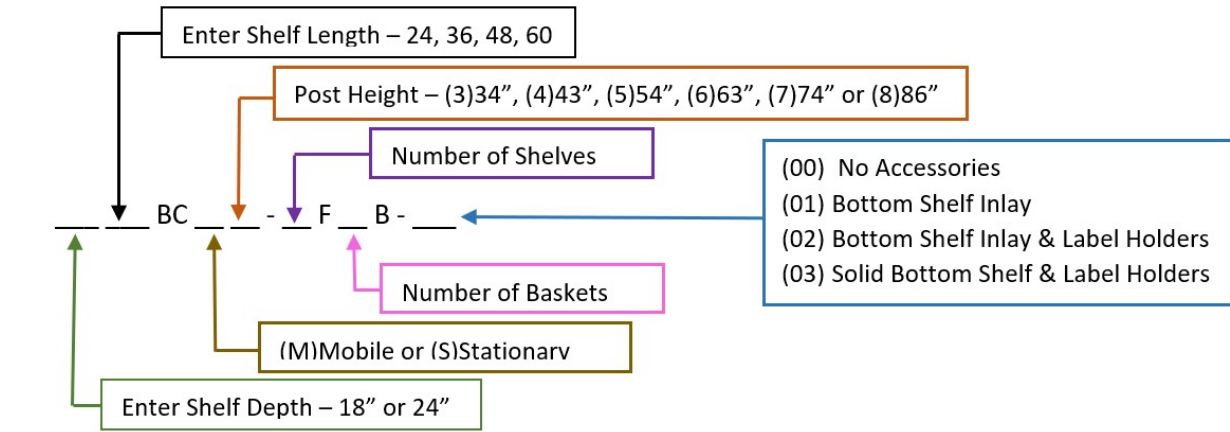 Enter Shelf Length – 24, 36, 48, 60
Post Height – (3)34”, (4)43”, (5)54”, (6)63”, (7)74” or (8)86”
Number of Shelves
(00) No Accessories
(01) Bottom Shelf Inlay
(02) Bottom Shelf Inlay & Label Holders
(03) Solid Bottom Shelf & Label Holders
__ __ BC __ __ - __ F __ B - ___
Number of Baskets
(M)Mobile or (S)Stationary
Enter Shelf Depth – 18” or 24”